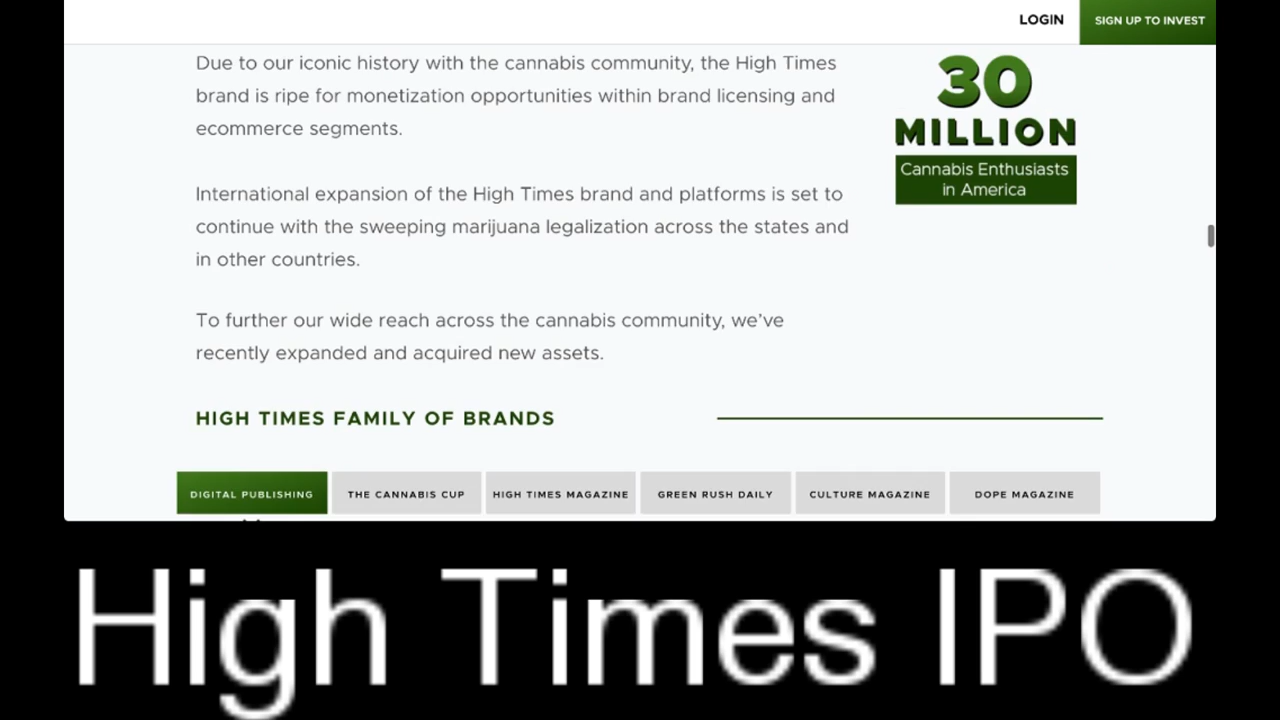 LOGIN
SIGN UP TO INVEST
Due to our iconic history with the cannabis community, the High Times
brand is ripe for monetization opportunities within brand licensing and
ecommerce segments.
International expansion of the High Times brand and platforms is set to
continue with the sweeping marijuana legalization across the states and
in other countries.
To further our wide reach across the cannabis community, we’ve
recently expanded and acquired new assets.
30
MILLION
Cannabis Enthusiasts
in America
HIGH TIMES FAMILY OF BRANDS
DIGITAL PUBLISHING
THE CANNABIS CUP
HIGH TIMES MAGAZINE
GREEN RUSH DAILY
CULTURE MAGAZINE
DOPE MAGAZINE
High Times IPO